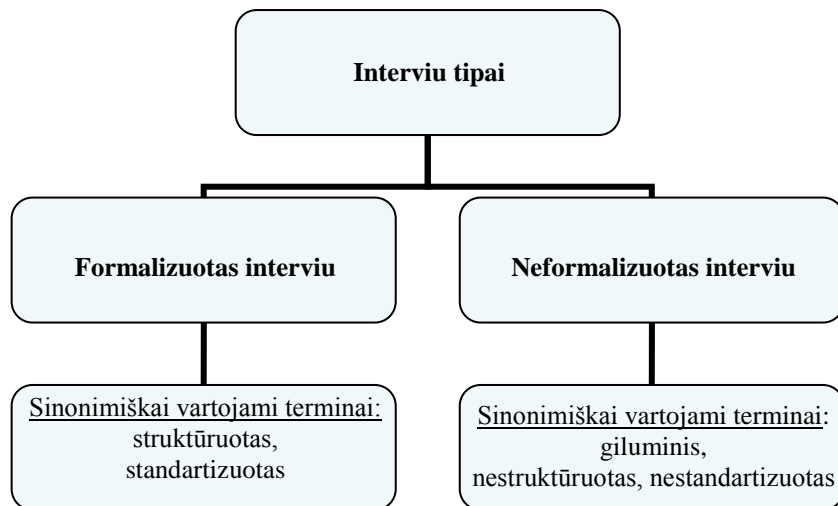 Interviu tipai
Formalizuotas interviu
Neformalizuotas interviu
Sinonimiškai vartojami terminai:
struktūruotas,
standartizuotas
Sinonimiškai vartojami terminai:
giluminis,
nestruktūruotas, nestandartizuotas